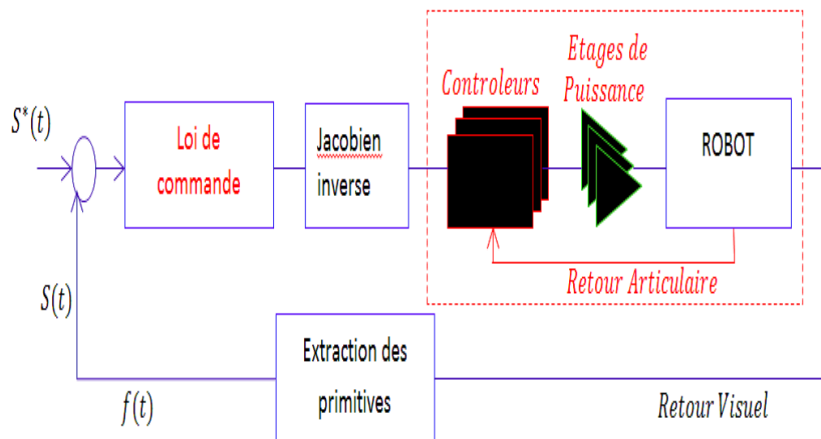 S*(t)
Loi de
commande
Jacobien
inverse
Controleurs
Etages de
Puissance
ROBOT
Retour Articulaire
S(t)
Extraction des
primitives
f(t)
Retour Visuel